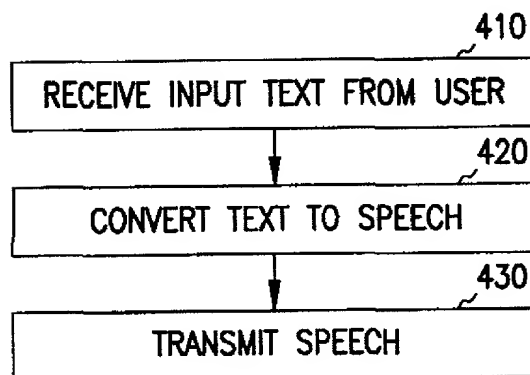 410
RECEIVE INPUT TEXT FROM USER
420
CONVERT TEXT TO SPEECH
430
TRANSMIT SPEECH